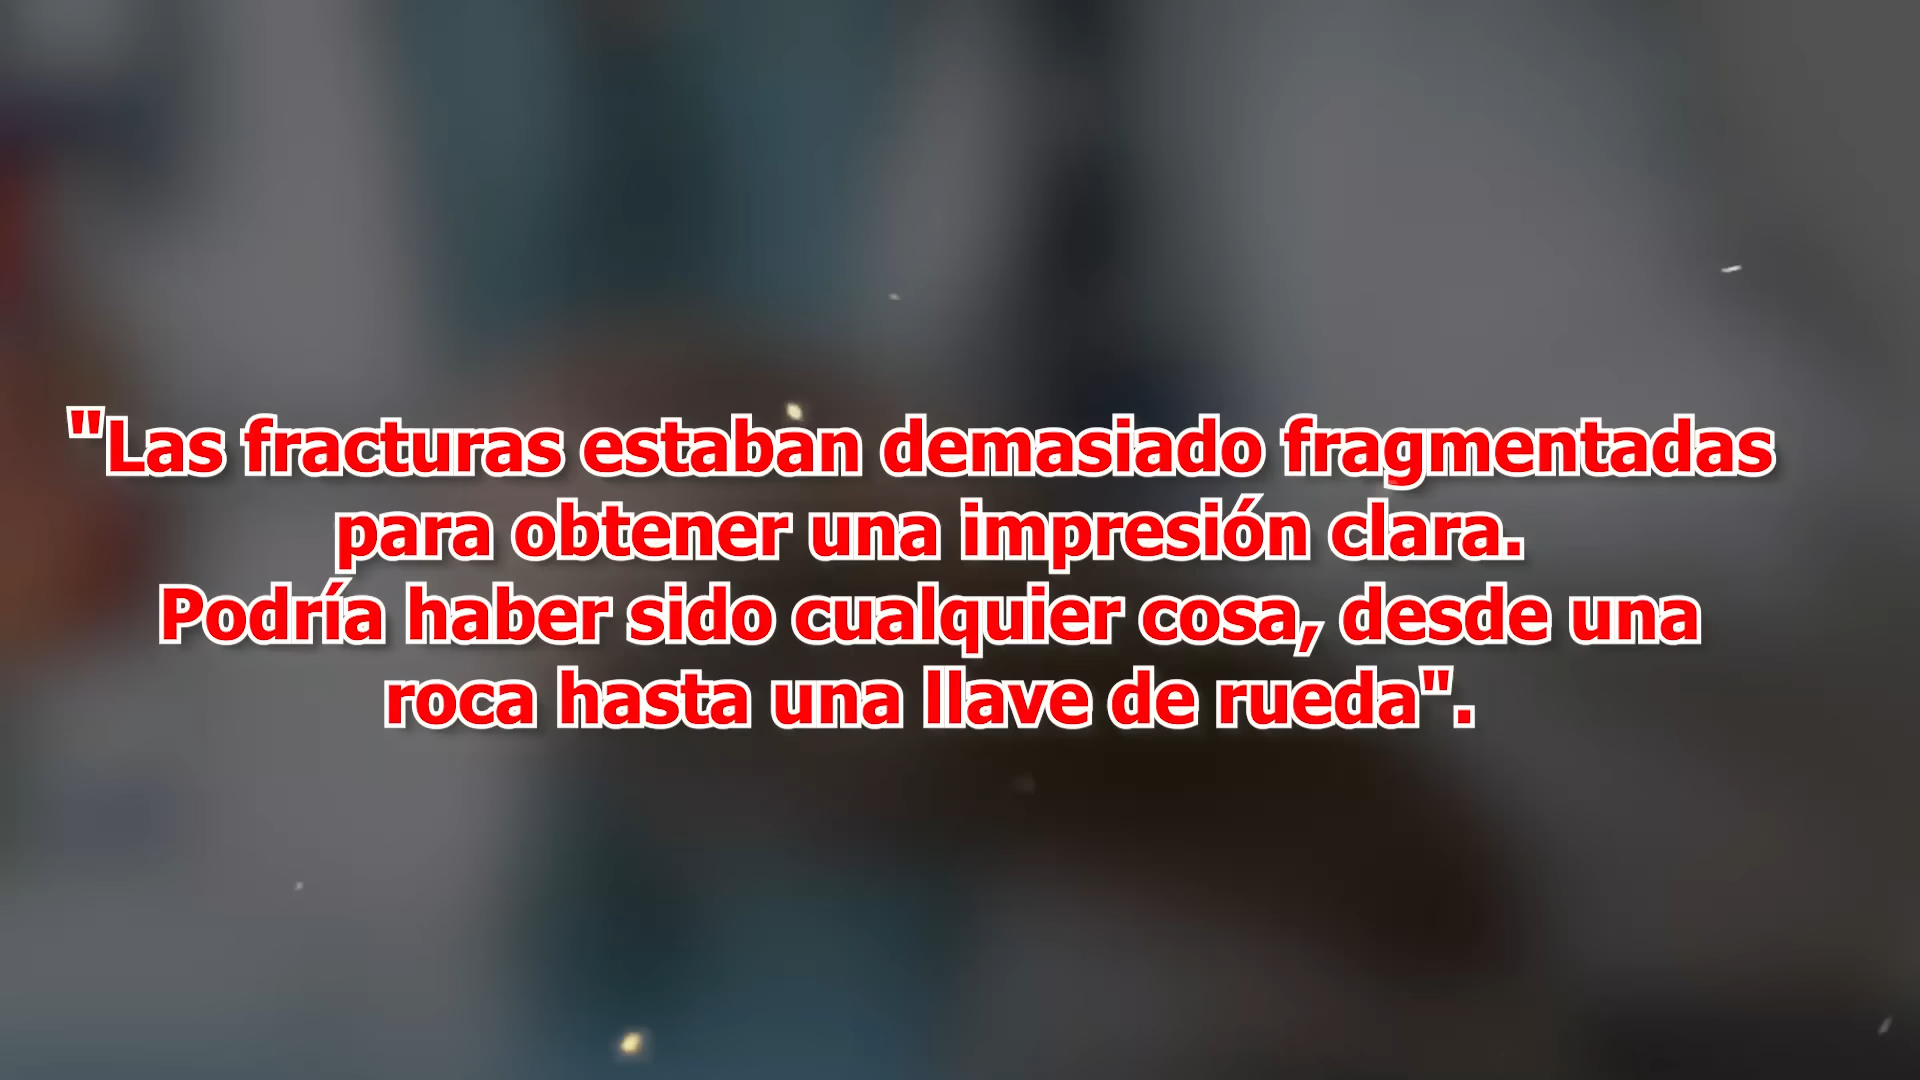 "Las fracturas estaban demasiado fragmentadas
para obtener una impresión clara.
Podría haber sido cualquier cosa, desde una
roca hasta una llave de rueda".